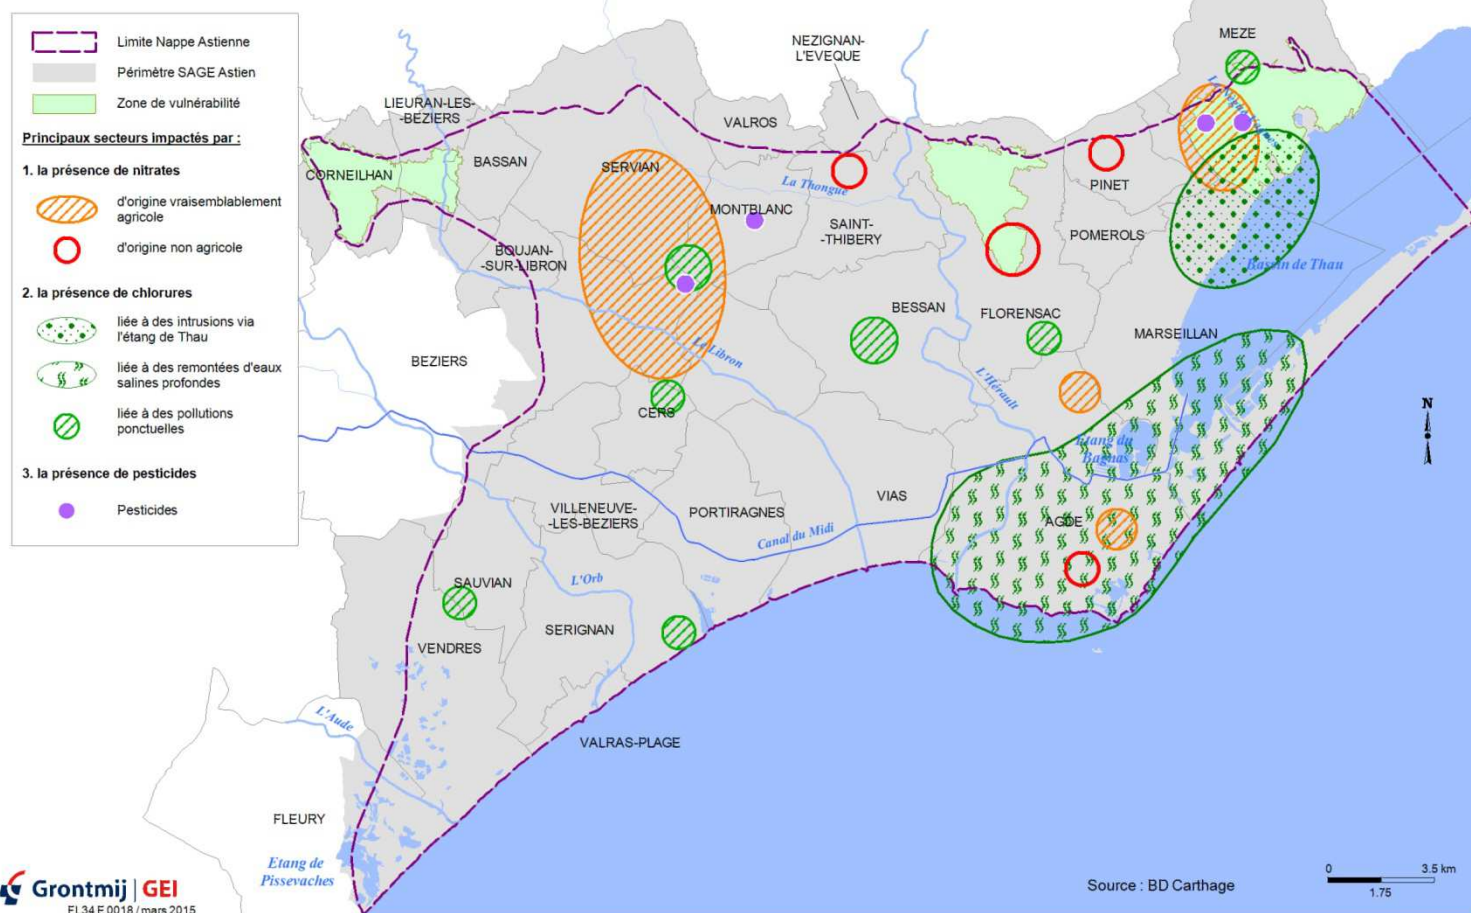 Limite Nappe Astienne
Périmètre SAGE Astien
Zone de vulnérabilité
Principaux secteurs impactés par :
1. la présence de nitrates
d'origine vraisemblablement
agricole
d'origine non agricole
2. la présence de chlorures
liée à des intrusions via
l'étang de Thau
liée à des remontées d'eaux
salines profondes
liée à des pollutions
ponctuelles
3. la présence de pesticides
Pesticides
MEZE
NEZIGNAN-
L'EVEQUE
LIEURAN-LES-
-BEZIERS
VALROS
BASSAN
SERVIAN
CORNEILHAN
La Thongue
PINET
MONTBLANC
SAINT-
-THIBERY
POMEROLS
BOUJAN-
-SUR-LIBRON
Bassin de Thau
BESSAN
FLORENSAC
MARSEILLAN
BEZIERS
Le Libron
L'Hérault
CERS
Etang du
Bagnas
N
VIAS
VILLENEUVE-
-LES-BEZIERS
PORTIRAGNES
AGDE
Canal du Midi
SAUVIAN
L'Orb
SERIGNAN
VENDRES
L'Aude
VALRAS-PLAGE
FLEURY
Etang de
Pissevaches
Grontmij | GEI
FI.34.F.0018 / mars 2015
Source : BD Carthage
0 3.5 km
1.75